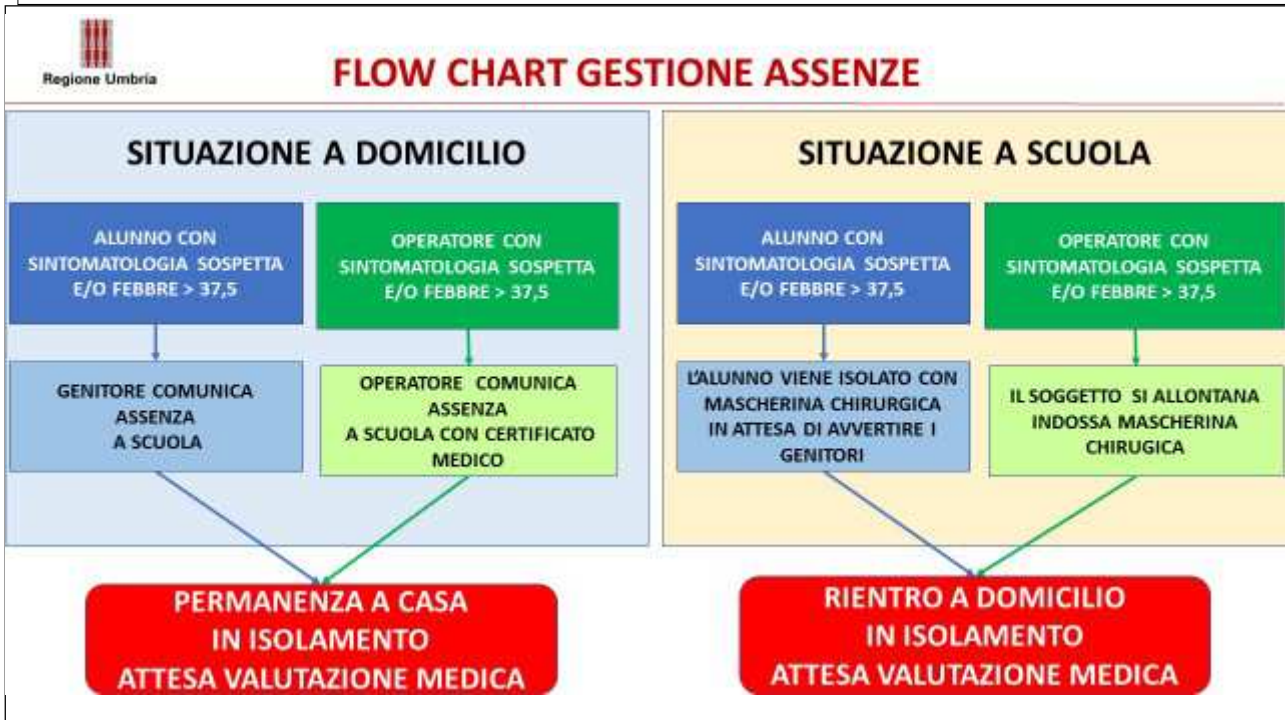 Regione Umbria
FLOW CHART GESTIONE ASSENZE
SITUAZIONE A DOMICILIO
ALUNNO CON
SINTOMATOLOGIA SOSPETTA
E/O FEBBRE > 37,5
OPERATORE CON
SINTOMATOLOGIA SOSPETTA
E/O FEBBRE > 37,5
GENITORE COMUNICA
ASSENZA
A SCUOLA
OPERATORE COMUNICA
ASSENZA
A SCUOLA CON CERTIFICATO
MEDICO
PERMANENZA A CASA
IN ISOLAMENTO
ATTESA VALUTAZIONE MEDICA
SITUAZIONE A SCUOLA
ALUNNO CON
SINTOMATOLOGIA SOSPETTA
E/O FEBBRE > 37,5
OPERATORE CON
SINTOMATOLOGIA SOSPETTA
E/O FEBBRE > 37,5
L'ALUNNO VIENE ISOLATO CON
MASCHERINA CHIRURGICA
IN ATTESA DI AVVERTIRE I
GENITORI
IL SOGGETTO SI ALLONTANA
INDOSSA MASCHERINA
CHIRUGICA
RIENTRO A DOMICILIO
IN ISOLAMENTO
ATTESA VALUTAZIONE MEDICA